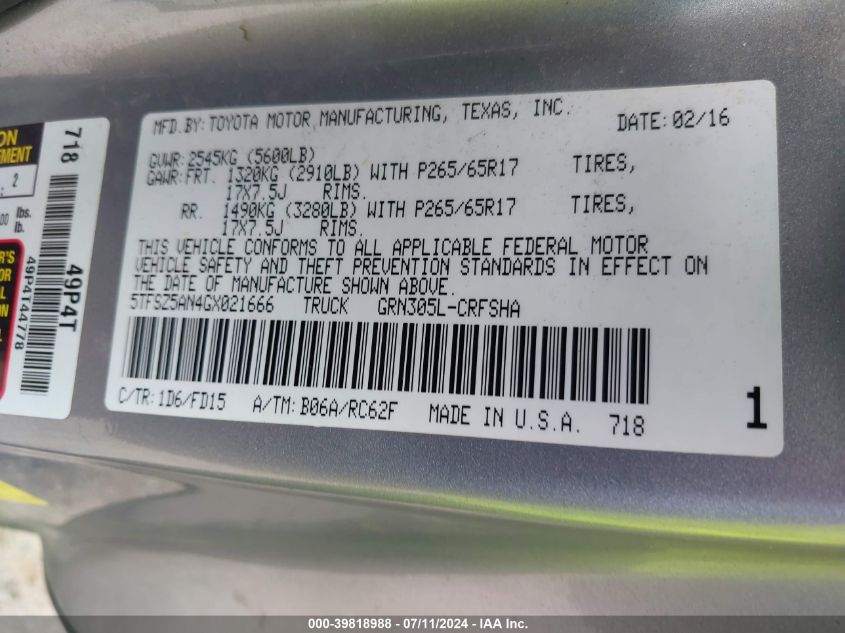 MFD.BY: TOYOTA MOTOR MANUFACTURING, TEXAS, INC.
DATE: 02/16
GVWR: 2545KG (5600LB)
GAWR: FRT. 1320KG (2910LB) WITH P265/65R17 TIRES,
17X7.5J RIMS.
RR. 1490KG (3280LB) WITH P265/65R17 TIRES,
17X7.5J RIMS.
THIS VEHICLE CONFORMS TO ALL APPLICABLE FEDERAL MOTOR
VEHICLE SAFETY AND THEFT PREVENTION STANDARDS IN EFFECT ON
THE DATE OF MANUFACTURE SHOWN ABOVE.
5TFSZ5AN4GX021666 TRUCK GRN305L-CRFSHA
C/TR: 1D6/FD15 A/TM: B06A/RC62F MADE IN U.S.A. 718
1
718
49P4T
49P4T44778
2
lbs.
lb.
000-39818988 - 07/11/2024 - IAA Inc.